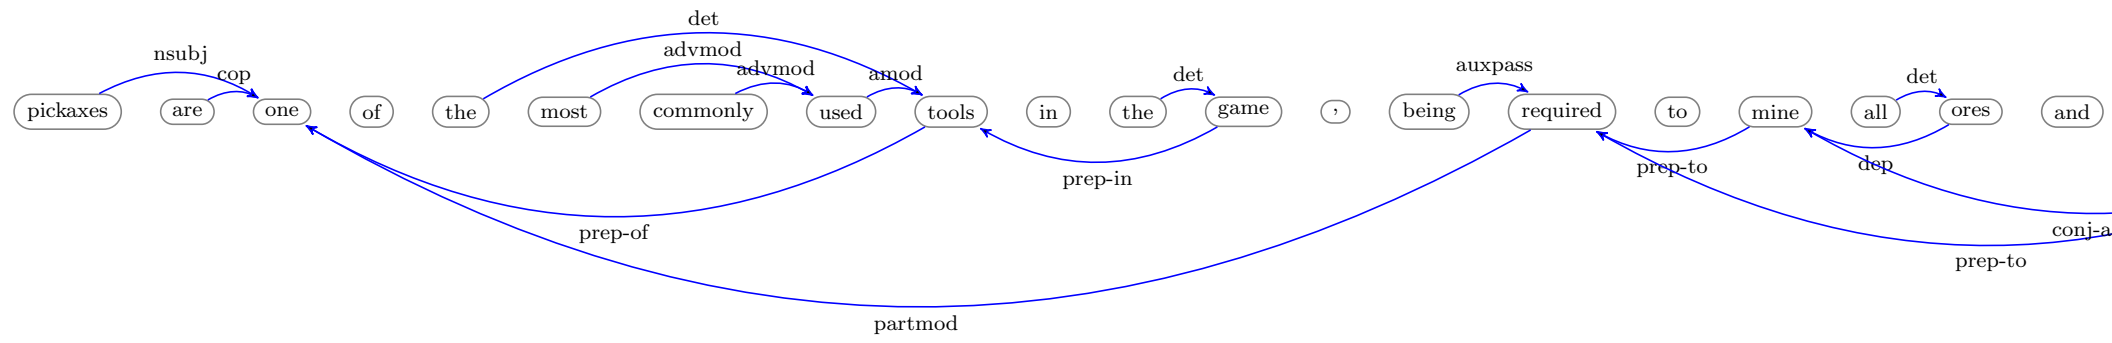 det
nsubj
advmod
cop
advmod
amod
det
auxpass
det
pickaxes are one of the most commonly used tools in the game , being required to mine all ores and
prep-in
prep-to
dep
prep-of
conj-a
prep-to
partmod